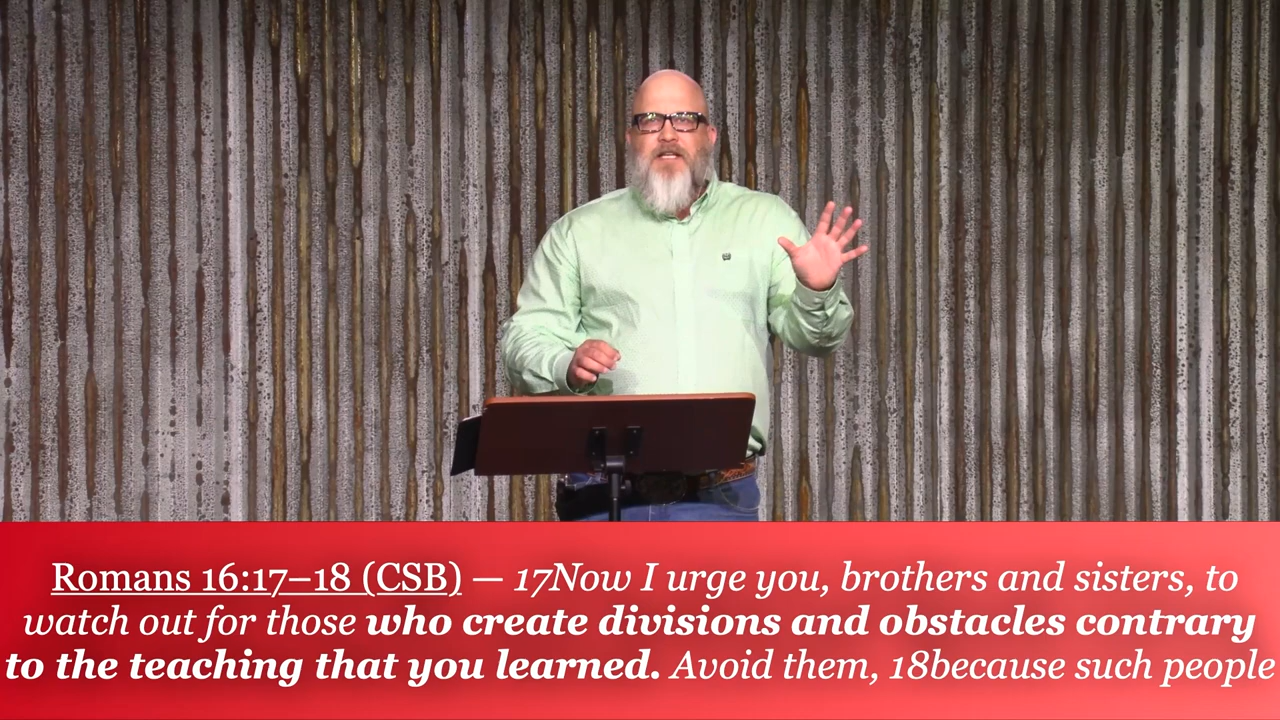 Romans 16:17–18 (CSB) — 17Now I urge you, brothers and sisters, to
watch out for those who create divisions and obstacles contrary
to the teaching that you learned. Avoid them, 18because such people